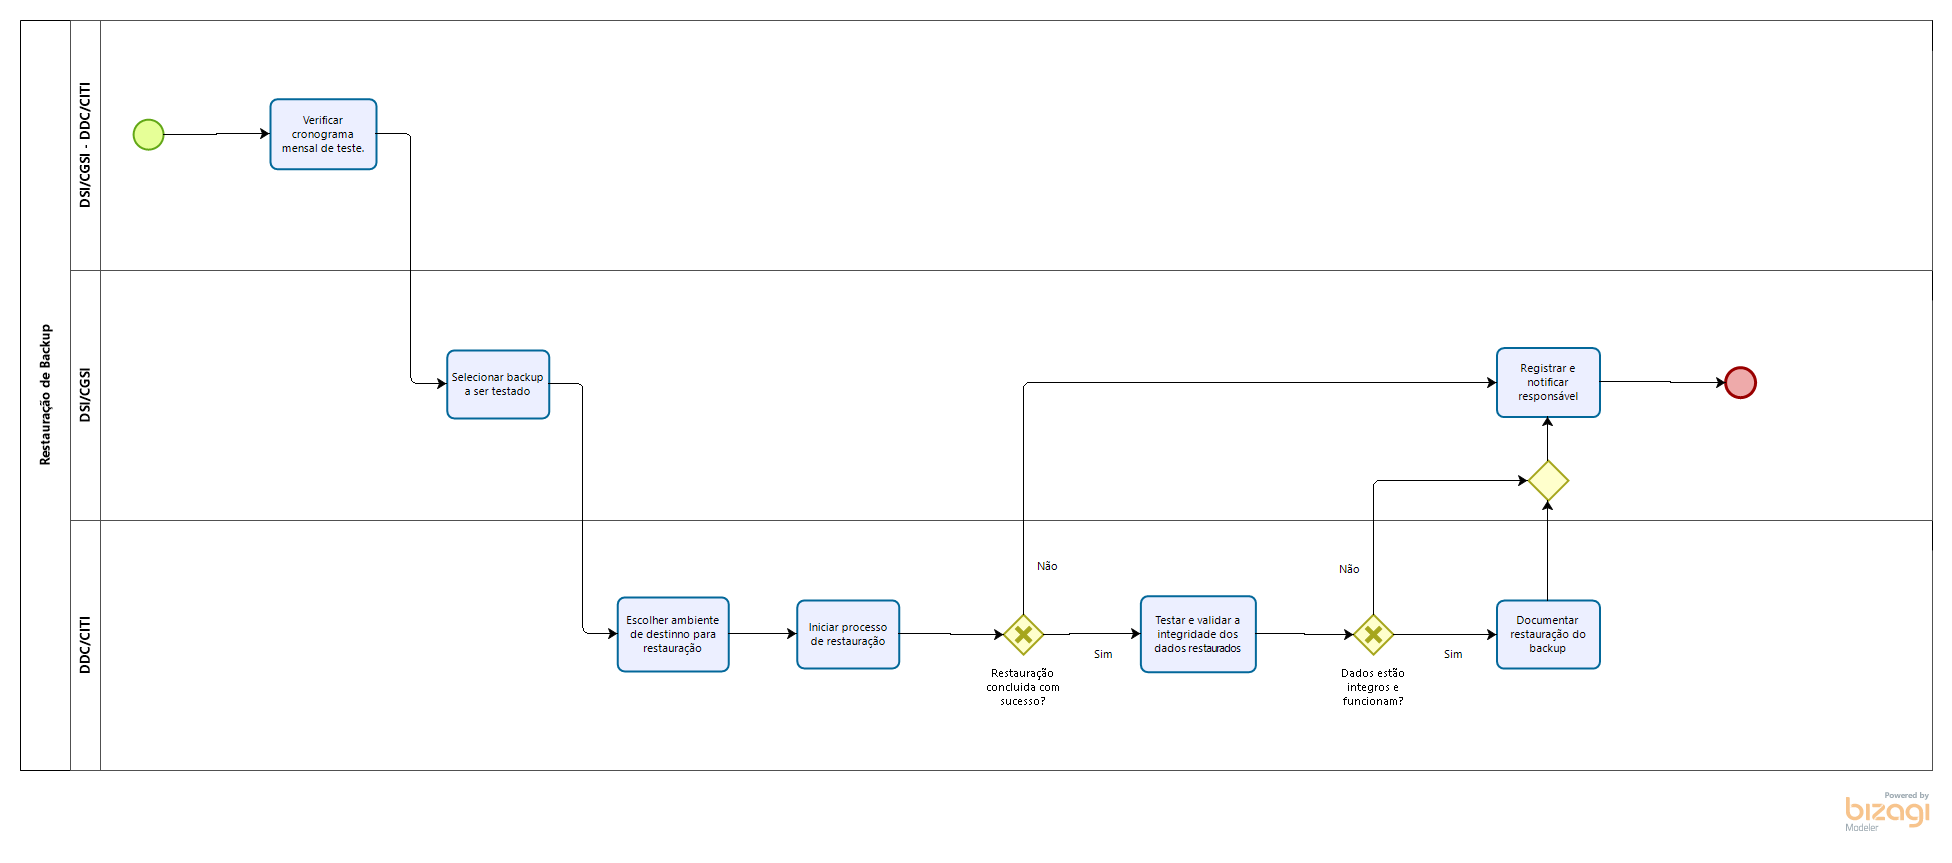 Restauração de Backup
DSI/CGSI - DDC/CITI
Verificar
cronograma
mensal de teste.
DSI/CGSI
Selecionar backup
a ser testado
Registrar e
notificar
responsável
DDC/CITI
Escolher ambiente
de destinno para
restauração
Iniciar processo
de restauração
Não
Restauração
concluida com
sucesso?
Sim
Testar e validar a
integridade dos
dados restaurados
Não
Dados estão
integros e
funcionam?
Sim
Documentar
restauração do
backup
Powered by
bizagi
Modeler